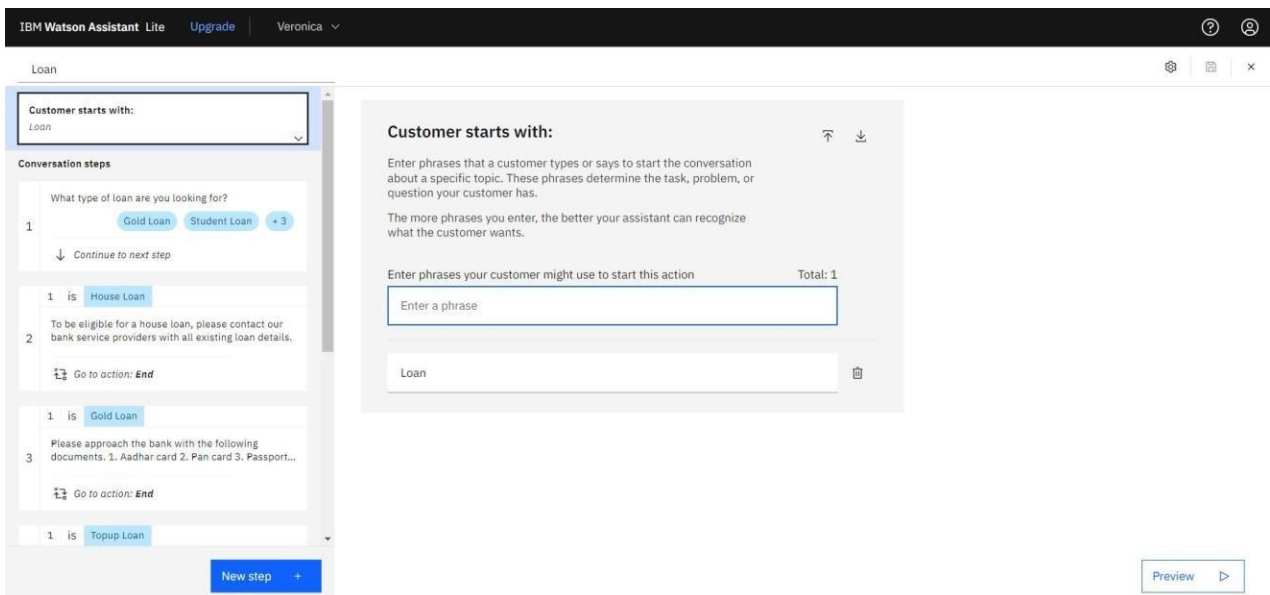 IBM Watson Assistant Lite Upgrade Veronica
Loan
Customer starts with:
Loan
Conversation steps
1
What type of loan are you looking for?
Gold Loan Student Loan + 3
Continue to next step
2
1 is House Loan
To be eligible for a house loan, please contact our
bank service providers with all existing loan details.
Go to action: End
3
1 is Gold Loan
Please approach the bank with the following
documents. 1. Aadhar card 2. Pan card 3. Passport...
Go to action: End
1 is Topup Loan
New step +
Customer starts with:
Enter phrases that a customer types or says to start the conversation
about a specific topic. These phrases determine the task, problem, or
question your customer has.
The more phrases you enter, the better your assistant can recognize
what the customer wants.
Enter phrases your customer might use to start this action Total: 1
Enter a phrase
Loan
Preview